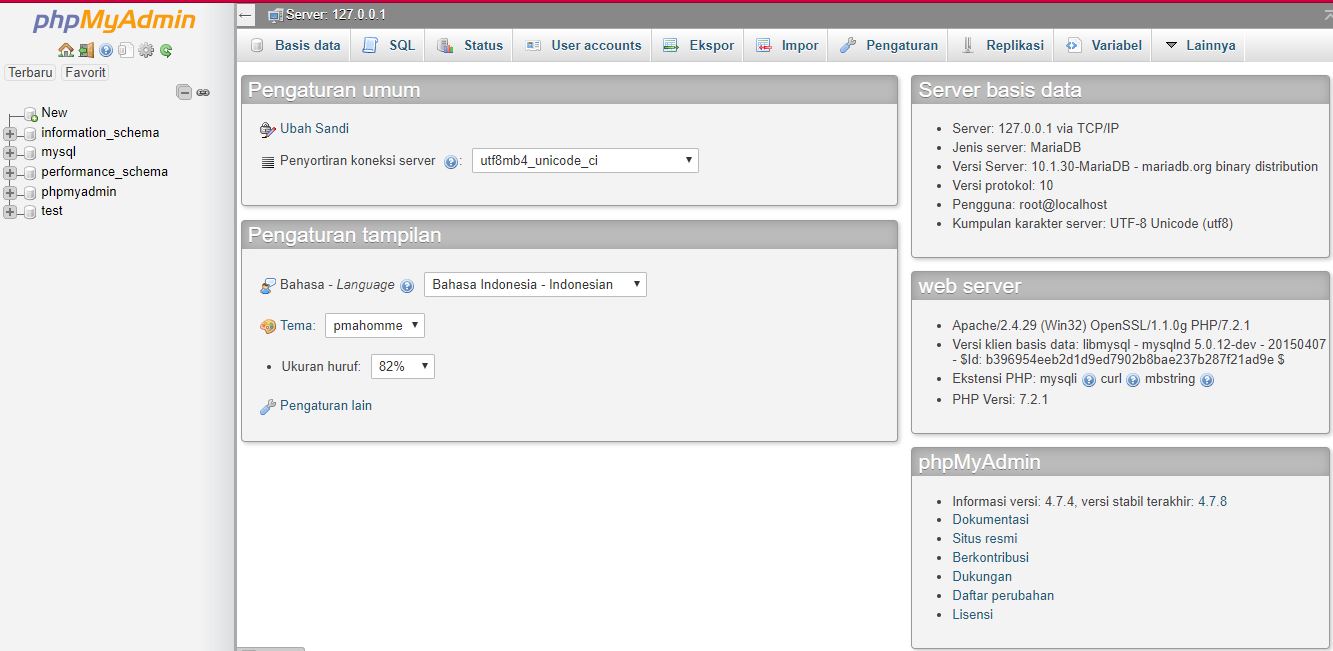 phpMyAdmin
Terbaru Favorit
New
information_schema
mysql
performance_schema
phpmyadmin
test
Server: 127.0.0.1
Basis data SQL Status User accounts Ekspor Impor Pengaturan Replikasi Variabel Lainnya
Pengaturan umum
Ubah Sandi
Penyortiran koneksi server : utf8mb4_unicode_ci
Pengaturan tampilan
Bahasa - Language Bahasa Indonesia - Indonesian
Tema: pmahomme
Ukuran huruf: 82%
Pengaturan lain
Server basis data
Server: 127.0.0.1 via TCP/IP
Jenis server: MariaDB
Versi Server: 10.1.30-MariaDB - mariadb.org binary distribution
Versi protokol: 10
Pengguna: root@localhost
Kumpulan karakter server: UTF-8 Unicode (utf8)
web server
Apache/2.4.29 (Win32) OpenSSL/1.1.0g PHP/7.2.1
Versi klien basis data: libmysql - mysqlnd 5.0.12-dev - 20150407
- $Id: b396954eeb2d1d9ed7902b8bae237b287f21ad9e $
Ekstensi PHP: mysqli curl mbstring
PHP Versi: 7.2.1
phpMyAdmin
Informasi versi: 4.7.4, versi stabil terakhir: 4.7.8
Dokumentasi
Situs resmi
Berkontribusi
Dukungan
Daftar perubahan
Lisensi